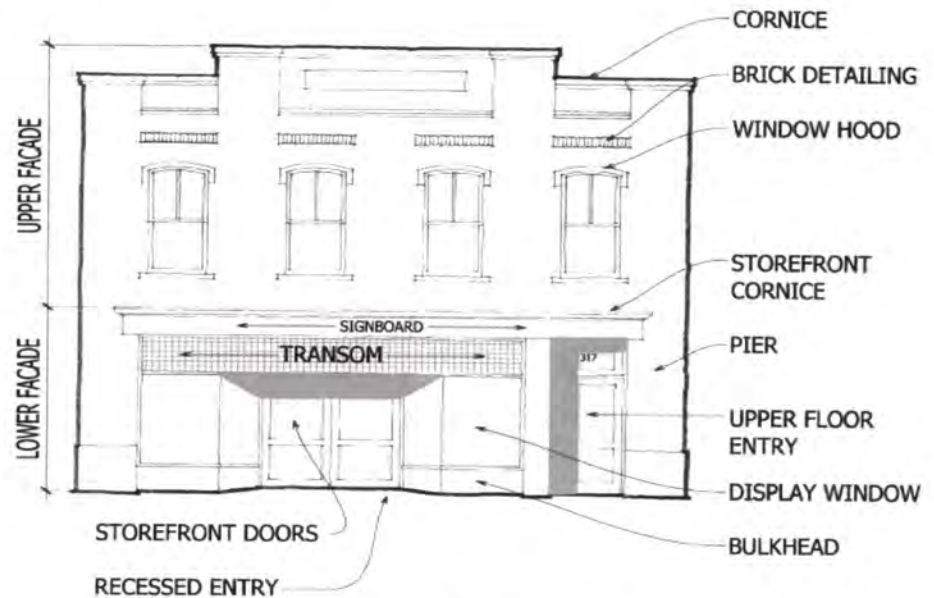 CORNICE
BRICK DETAILING
WINDOW HOOD
UPPER FACADE
STOREFRONT
CORNICE
SIGNBOARD
TRANSOM
317
PIER
LOWER FACADE
UPPER FLOOR
ENTRY
DISPLAY WINDOW
STOREFRONT DOORS
BULKHEAD
RECESSED ENTRY